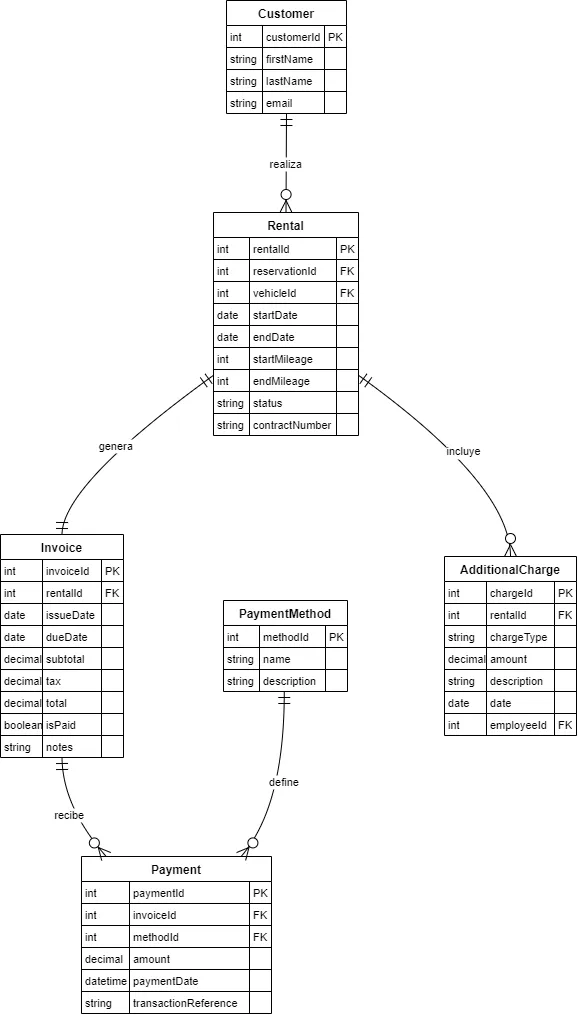 Customer
int customerId PK
string firstName
string lastName
string email
realiza
Rental
int rentalId PK
int reservationId FK
int vehicleId FK
date startDate
date endDate
int startMileage
int endMileage
string status
string contractNumber
genera
incluye
Invoice
int invoiceId PK
int rentalId FK
date issueDate
date dueDate
decimal subtotal
decimal tax
decimal total
boolean isPaid
string notes
PaymentMethod
int methodId PK
string name
string description
AdditionalCharge
int chargeId PK
int rentalId FK
string chargeType
decimal amount
string description
date date
int employeeId FK
recibe
define
Payment
int paymentId PK
int invoiceId FK
int methodId FK
decimal amount
datetime paymentDate
string transactionReference